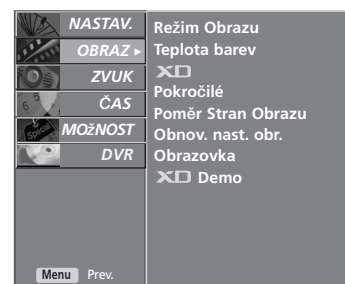 NASTAV.
OBRAZ ▸
ZVUK
ČAS
MOžNOST
DVR
Menu Prev.
Režim Obrazu
Teplota barev
XD
Pokročilé
Poměr Stran Obrazu
Obnov. nast. obr.
Obrazovka
XD Demo